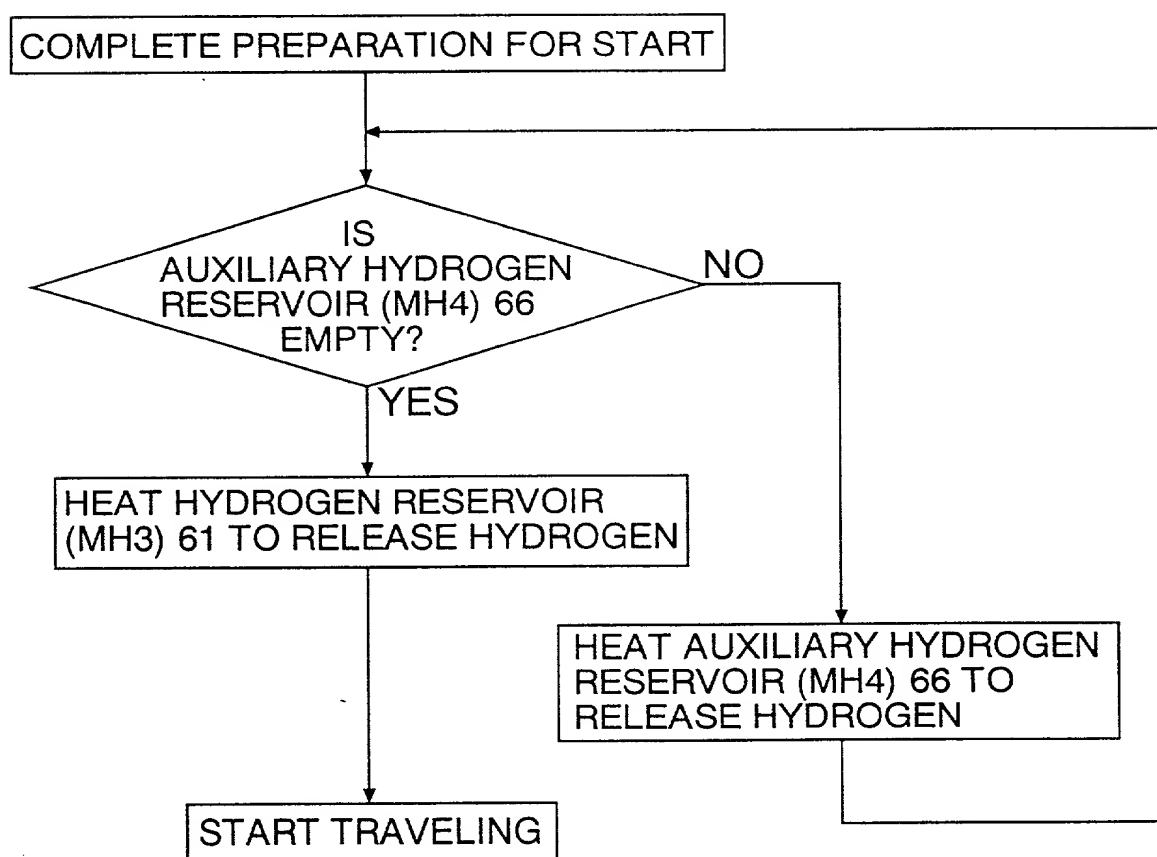 COMPLETE PREPARATION FOR START
IS
AUXILIARY HYDROGEN
RESERVOIR (MH4) 66
EMPTY?
NO
YES
HEAT HYDROGEN RESERVOIR
(MH3) 61 TO RELEASE HYDROGEN
HEAT AUXILIARY HYDROGEN
RESERVOIR (MH4) 66 TO
RELEASE HYDROGEN
START TRAVELING